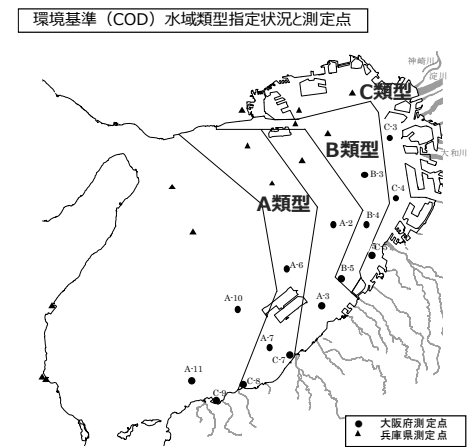 環境基準（COD）水域類型指定状況と測定点
神崎川
淀川
C類型
C-3
大和川
B類型
B-3
C-4
A類型
A-2
B-4
C-5
A-6
B-5
A-10
A-3
A-7
C-7
A-11
C-8
C-9
大阪府測定点
兵庫県測定点